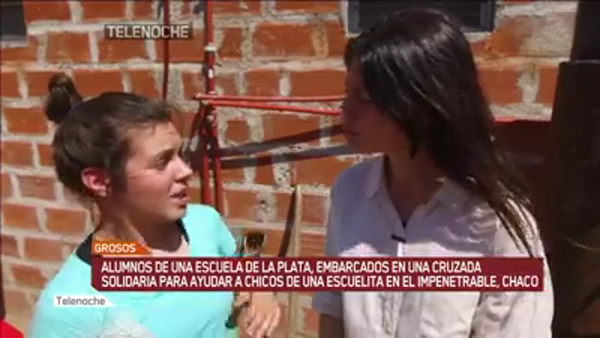 TELENOCHE
GROSOS
ALUMNOS DE UNA ESCUELA DE LA PLATA, EMBARCADOS EN UNA CRUZADA
SOLIDARIA PARA AYUDAR A CHICOS DE UNA ESCUELITA EN EL IMPENETRABLE, CHACO
Telenoche